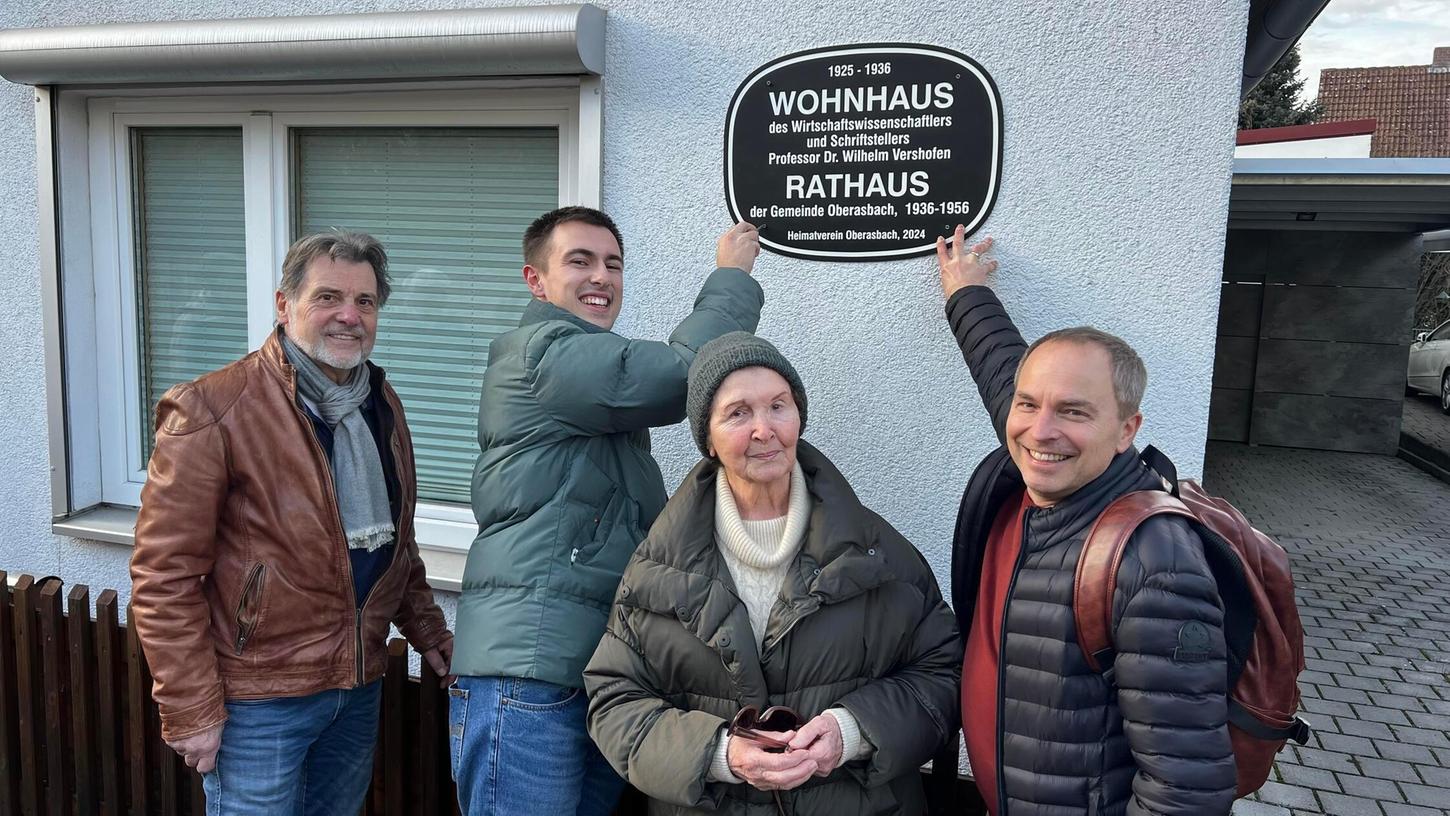 1925 - 1936
WOHNHAUS
des Wirtschaftswissenschaftlers
und Schriftstellers
Professor Dr. Wilhelm Vershofen
RATHAUS
der Gemeinde Oberasbach, 1936-1956
Heimatverein Oberasbach, 2024